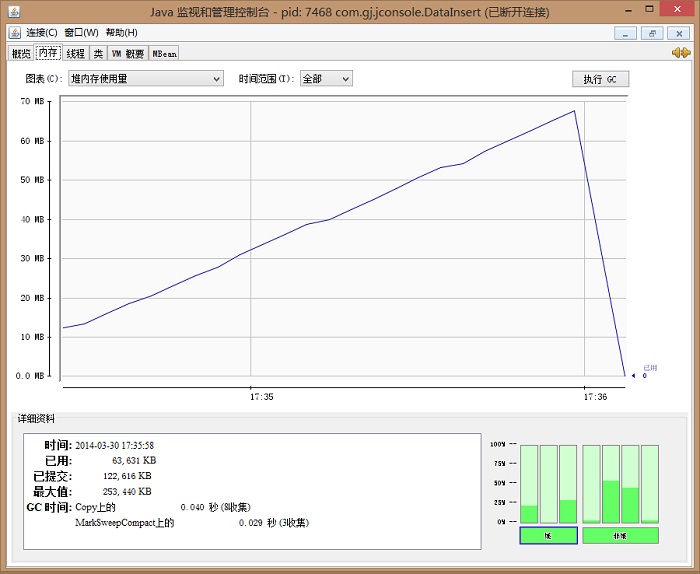 Java 监视和管理控制台 - pid: 7468 com.gj.jconsole.DataInsert (已断开连接)
连接(C) 窗口(W) 帮助(H)
概览 内存 线程 类 VM 概要 MBean
图表(C): 堆内存使用量 时间范围(T): 全部 执行 GC
70 MB
60 MB
50 MB
40 MB
30 MB
20 MB
10 MB
0.0 MB
已用
0
17:35 17:36
详细资料
时间: 2014-03-30 17:35:58
已用: 63,631 KB
已提交: 122,616 KB
最大值: 253,440 KB
GC 时间: Copy上的 0.040 秒 (8收集)
MarkSweepCompact上的 0.029 秒 (3收集)
100%
75%
50%
25%
0%
堆 非堆